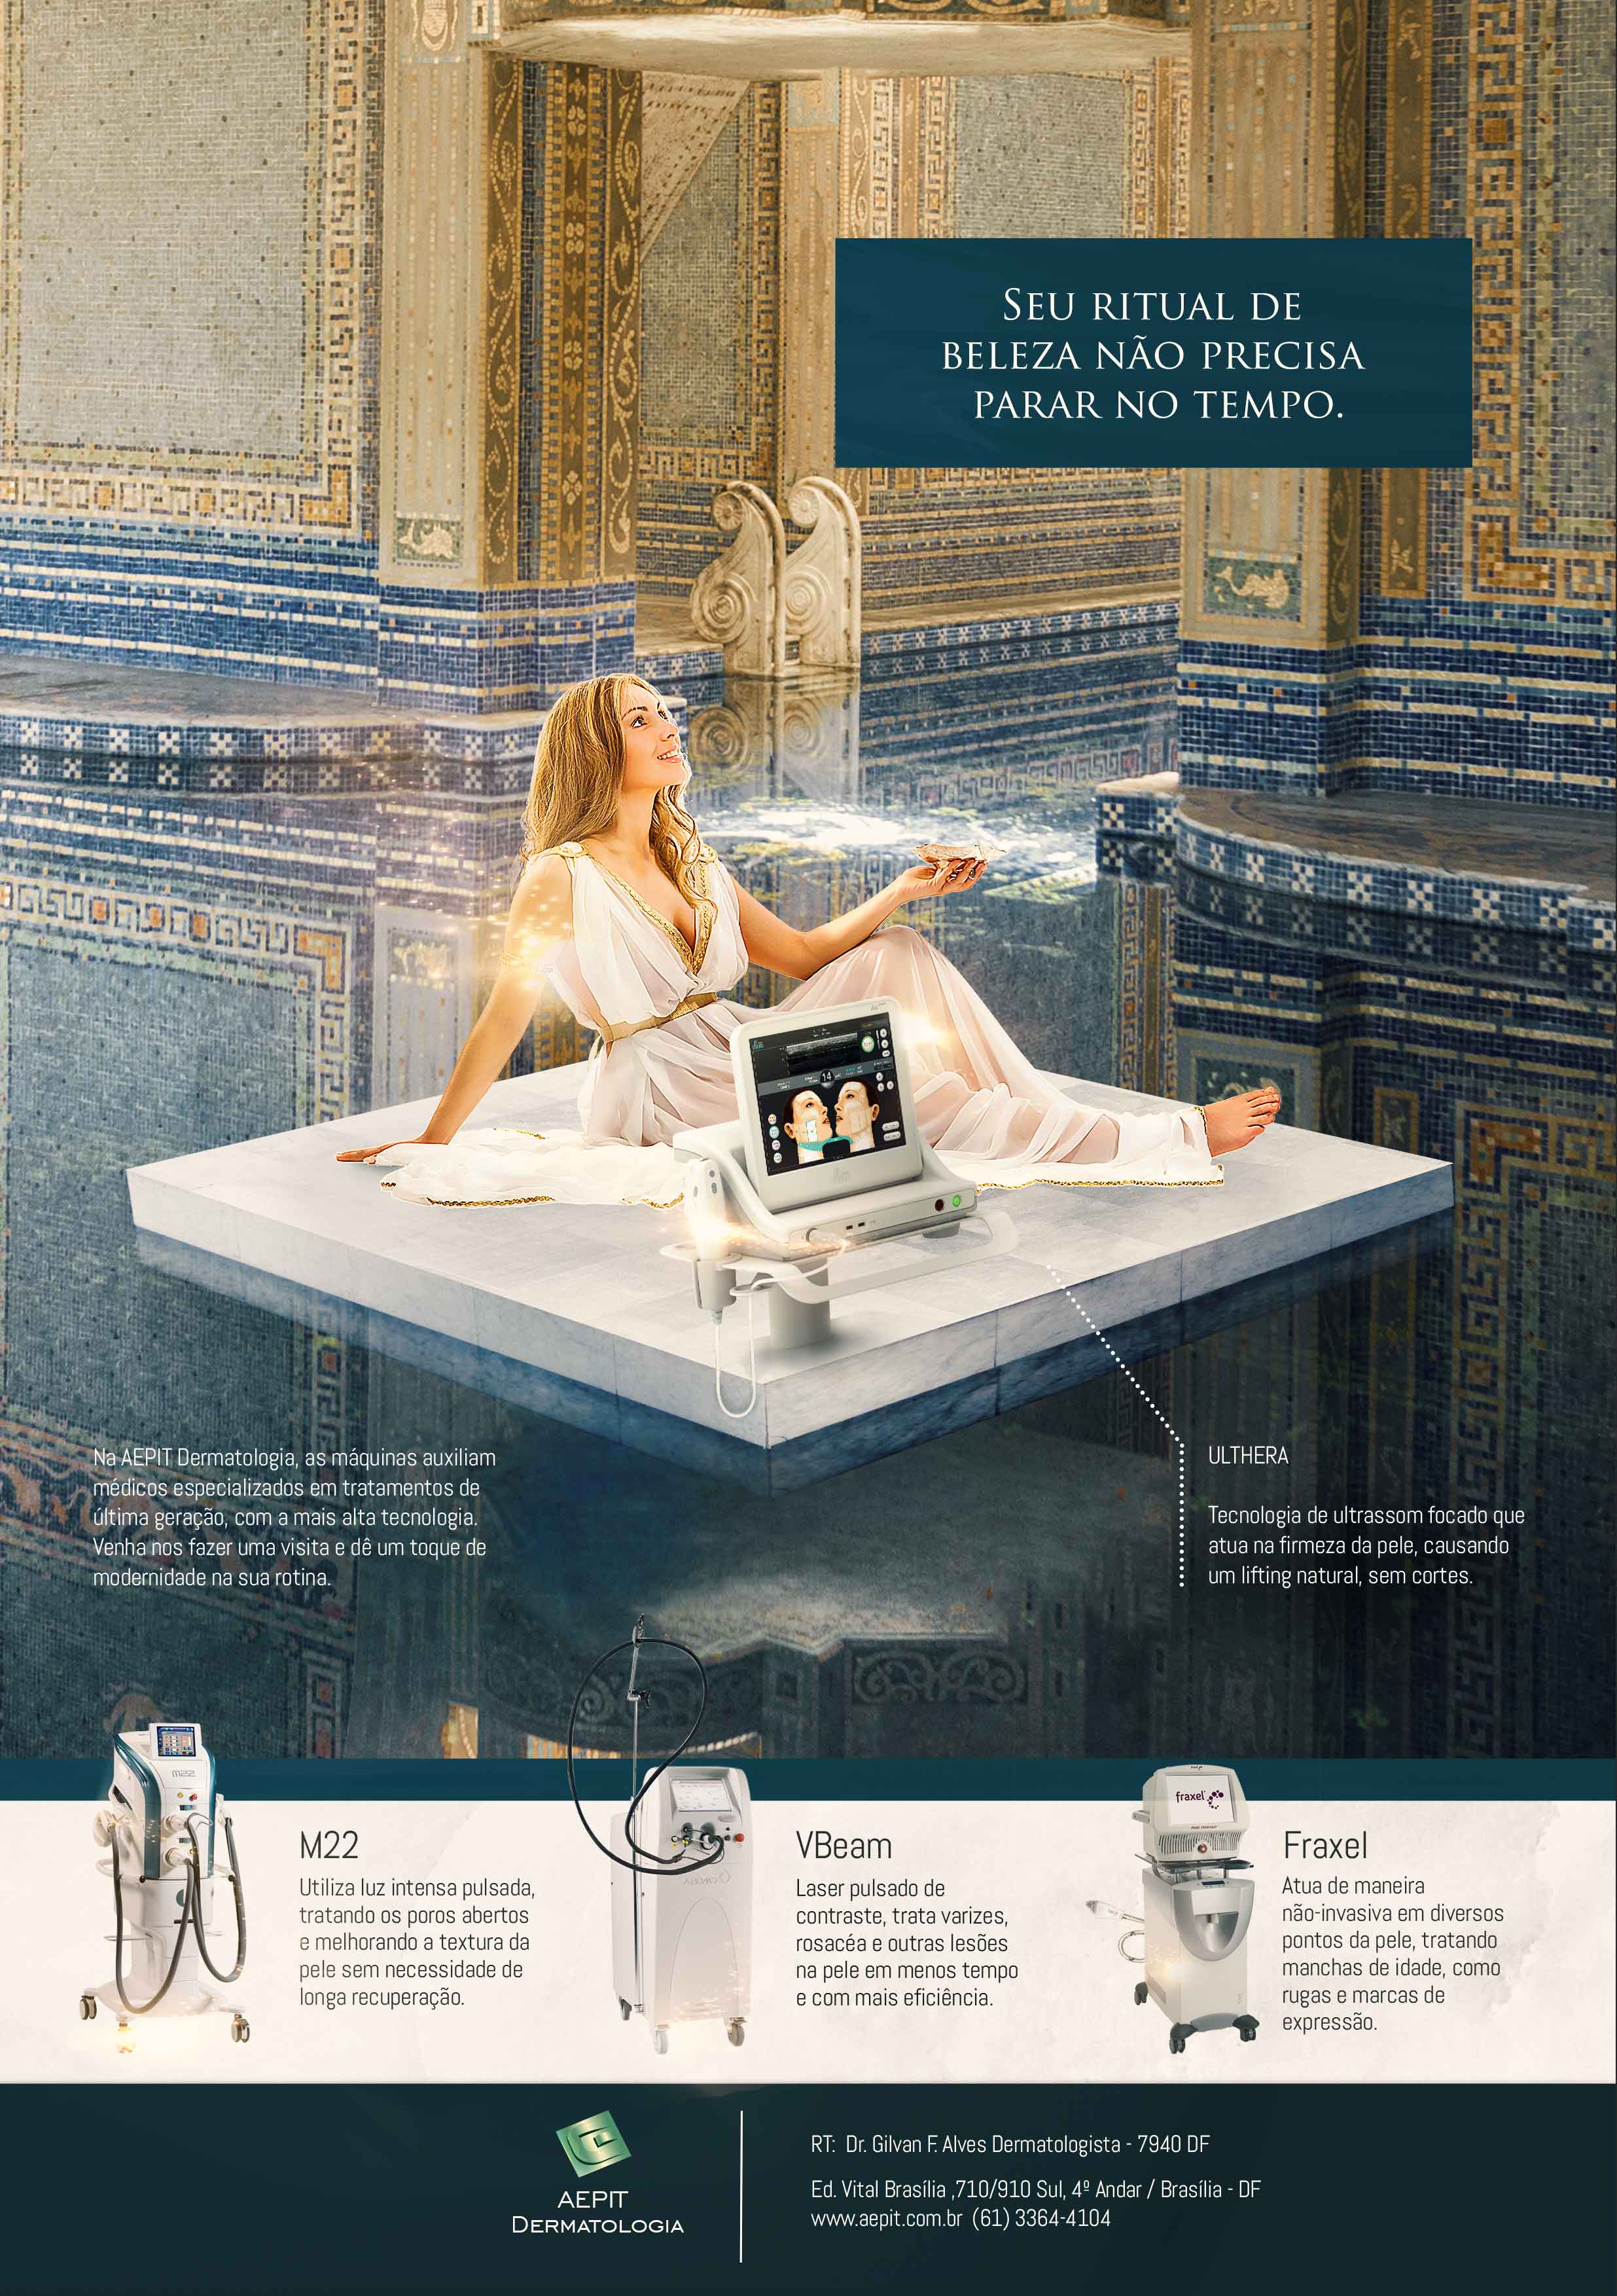 Seu ritual de
beleza não precisa
parar no tempo.
Na AEPIT Dermatologia, as máquinas auxiliam
médicos especializados em tratamentos de
última geração, com a mais alta tecnologia.
Venha nos fazer uma visita e dê um toque de
modernidade na sua rotina.
ULTHERA
Tecnologia de ultrassom focado que
atua na firmeza da pele, causando
um lifting natural, sem cortes.
M22
M22
Utiliza luz intensa pulsada,
tratando os poros abertos
e melhorando a textura da
pele sem necessidade de
longa recuperação.
VBeam
Laser pulsado de
contraste, trata varizes,
rosacéa e outras lesões
na pele em menos tempo
e com mais eficiência.
fraxel
Fraxel
Atua de maneira
não-invasiva em diversos
pontos da pele, tratando
manchas de idade, como
rugas e marcas de
expressão.
AEPIT
Dermatologia
RT: Dr. Gilvan F. Alves Dermatologista - 7940 DF
Ed. Vital Brasília ,710/910 Sul, 4º Andar / Brasília - DF
www.aepit.com.br (61) 3364-4104